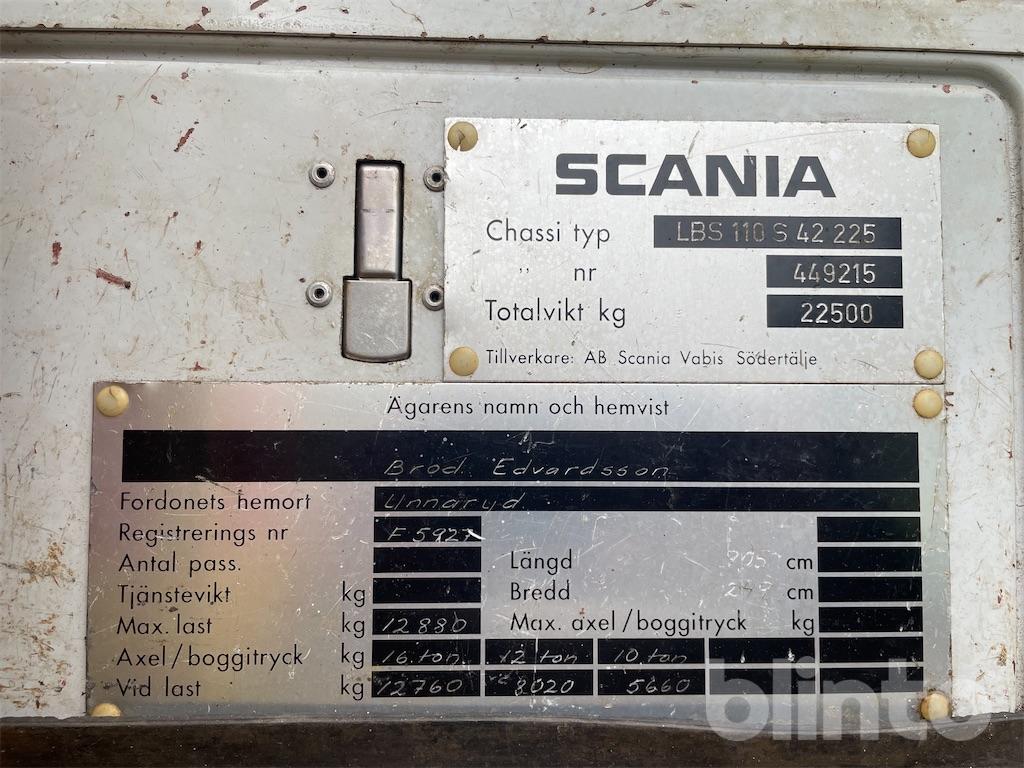 SCANIA
Chassi typ LBS 110 S 42 225
" nr 449215
Totalvikt kg 22500
Tillverkare: AB Scania Vabis Södertälje
Ägarens namn och hemvist
Bröd. Edvardsson
Fordonets hemort Unnaryd
Registrerings nr F 5927
Antal pass. Längd 905 cm
Tjänstevikt kg Bredd cm
Max. last kg 12880 Max. axel/boggitryck kg
Axel/boggitryck kg 16 ton 12 ton 10 ton
Vid last kg 12760 8020 5660
blinto